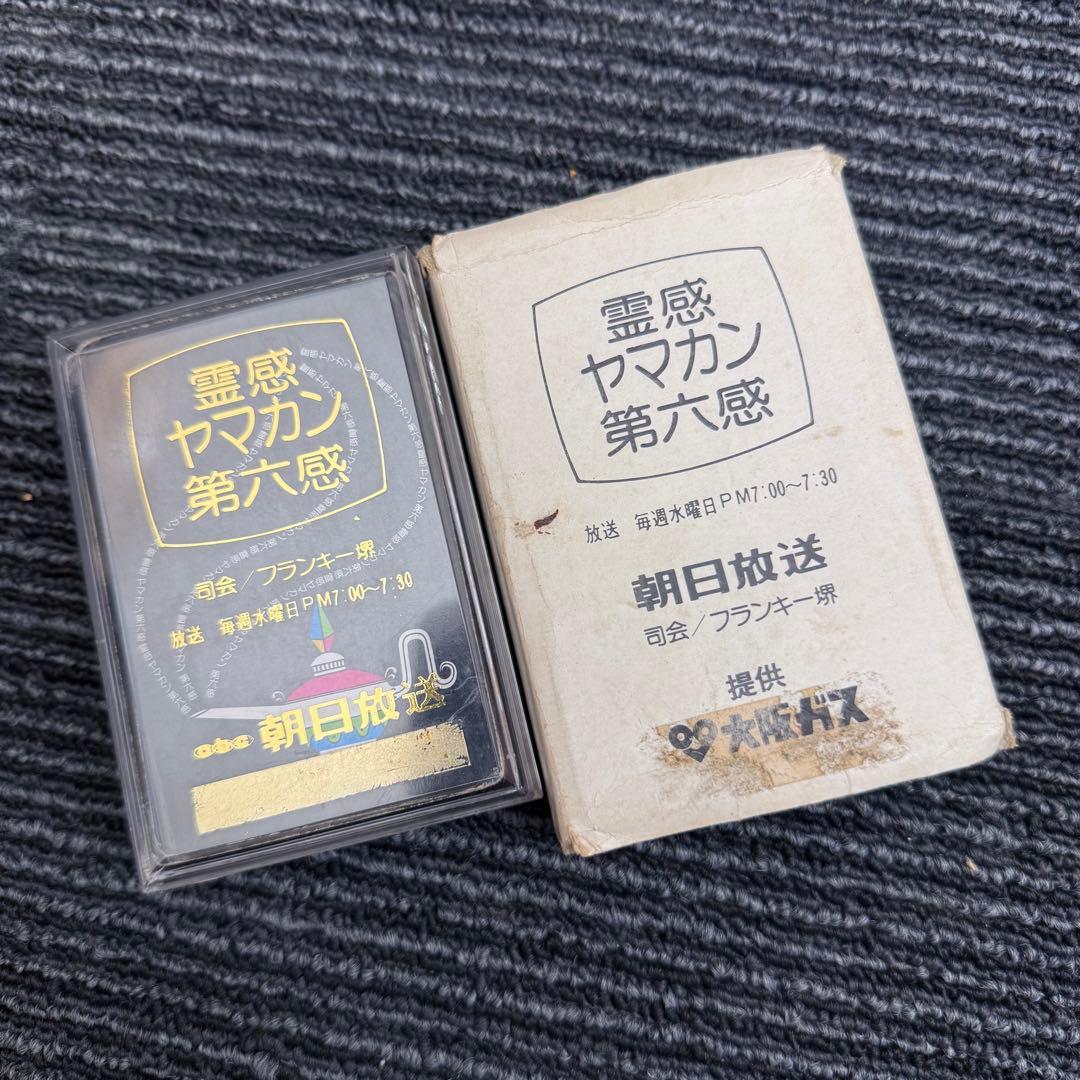 霊感
ヤマカン
第六感
司会/フランキー堺
放送 毎週水曜日PM7:00〜7:30
abc 朝日放送
霊感
ヤマカン
第六感
放送 毎週水曜日PM7:00〜7:30
朝日放送
司会/フランキー堺
提供
大阪ガス